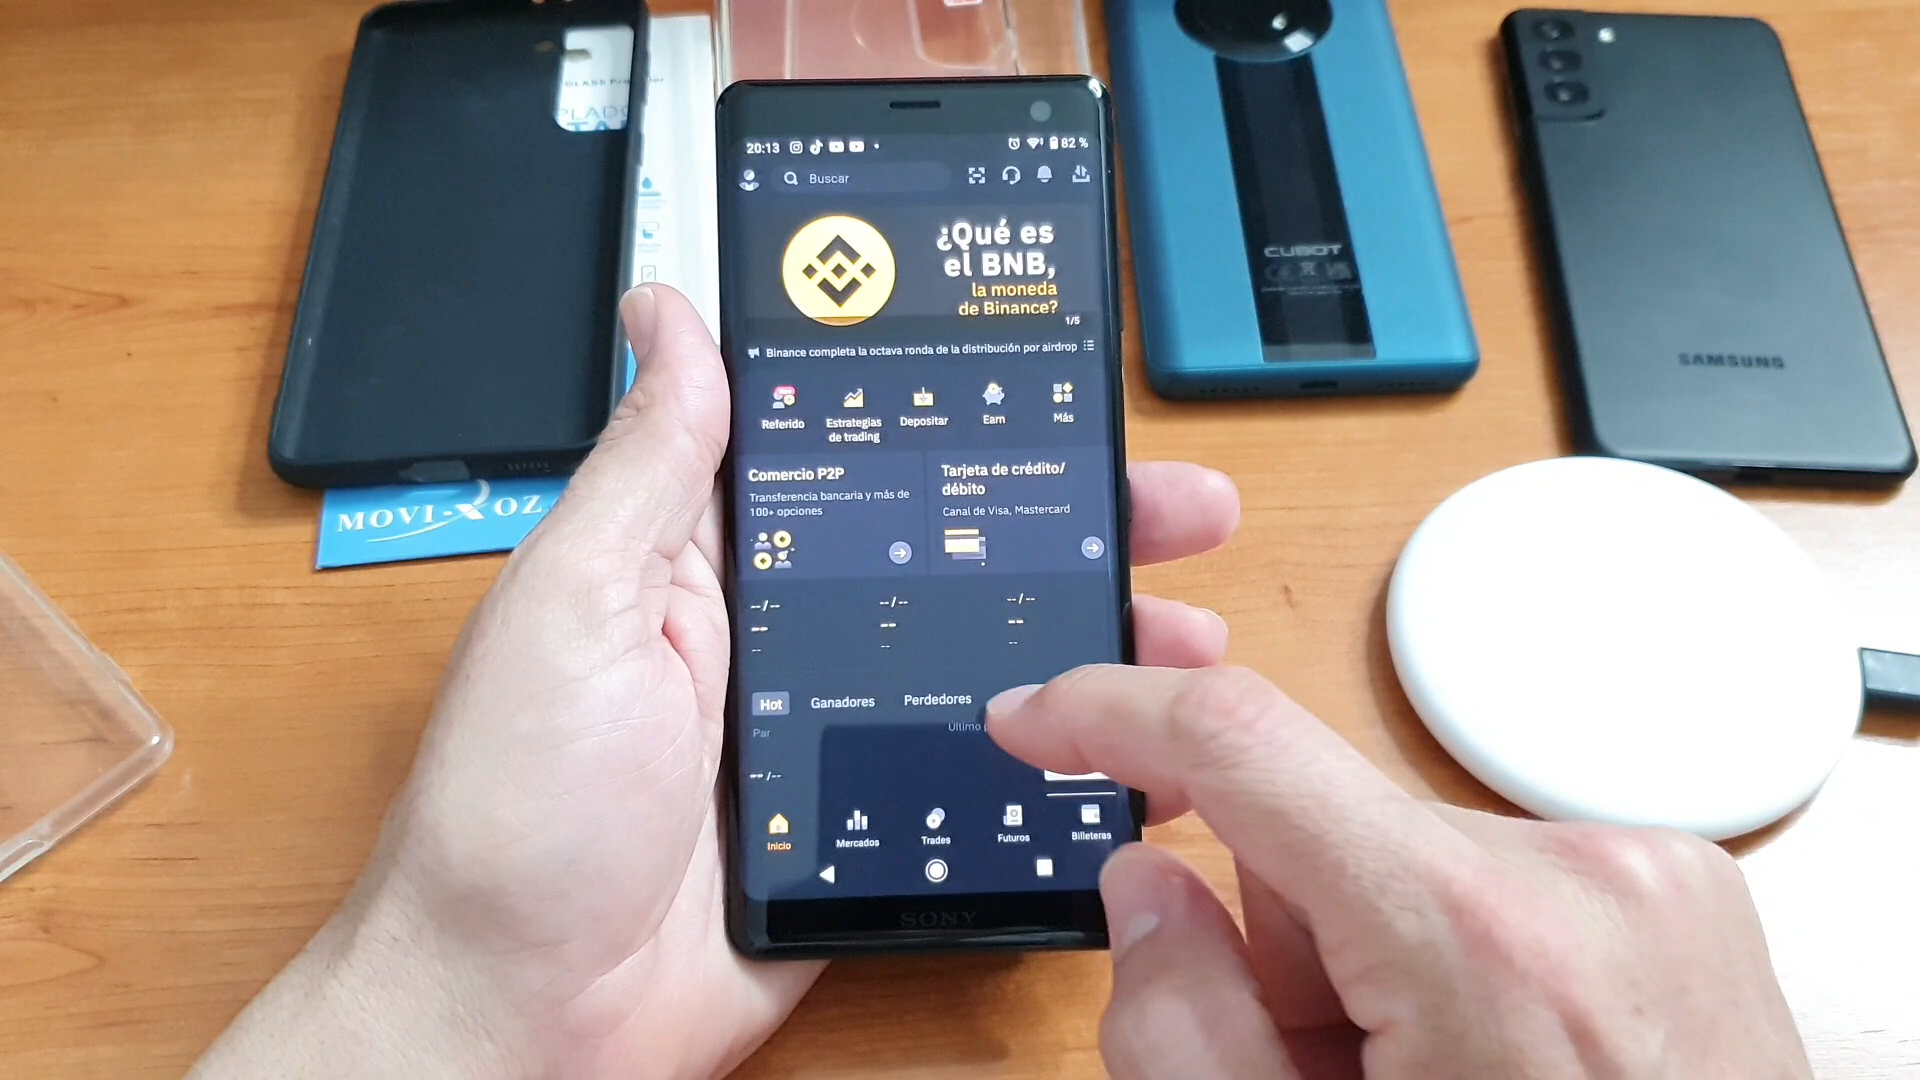 20:13
82 %
Buscar
¿Qué es
el BNB,
la moneda
de Binance?
1/5
Binance completa la octava ronda de la distribución por airdrop
Referido
Estrategias
de trading
Depositar
Earn
Más
Comercio P2P
Transferencia bancaria y más de
100+ opciones
Tarjeta de crédito/
débito
Canal de Visa, Mastercard
--/-- --/-- --/--
-- -- --
-- -- --
Hot Ganadores Perdedores
Par Último
--/--
Inicio Mercados Trades Futuros Billeteras
SONY
MOVI-XOZ
CUBOT
SAMSUNG